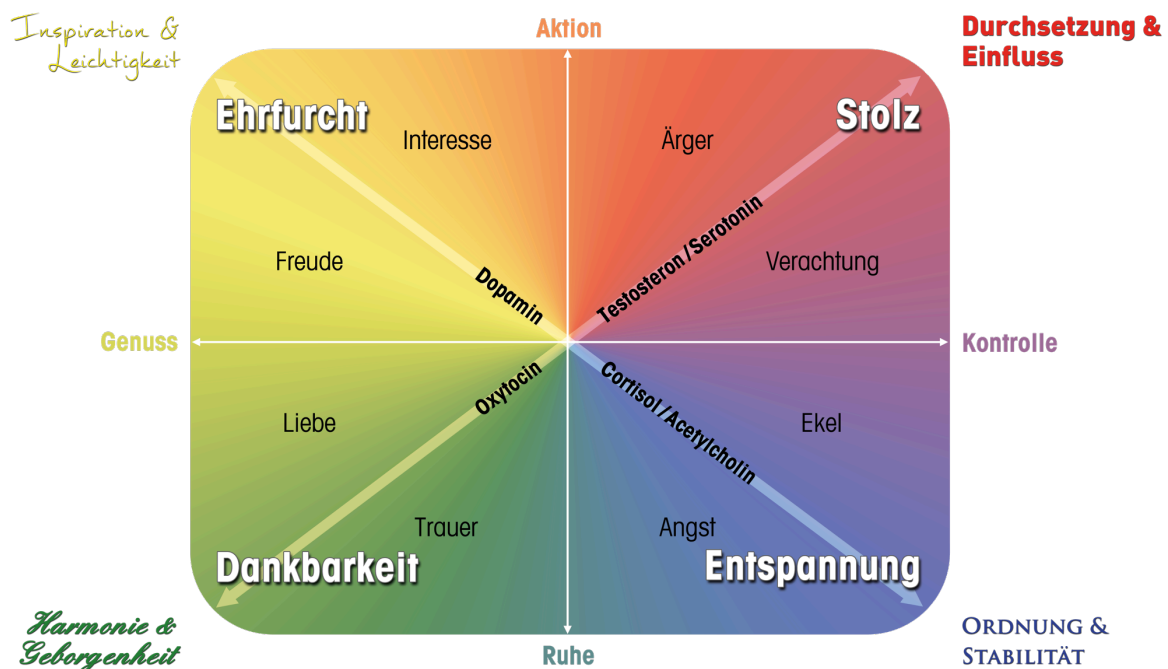 Inspiration &
Leichtigkeit
Aktion
Durchsetzung &
Einfluss
Ehrfurcht
Stolz
Interesse
Ärger
Freude
Dopamin
Testosteron/Serotonin
Verachtung
Genuss
Kontrolle
Liebe
Oxytocin
Cortisol/Acetylcholin
Ekel
Trauer
Angst
Dankbarkeit
Entspannung
Harmonie &
Geborgenheit
Ruhe
Ordnung &
Stabilität